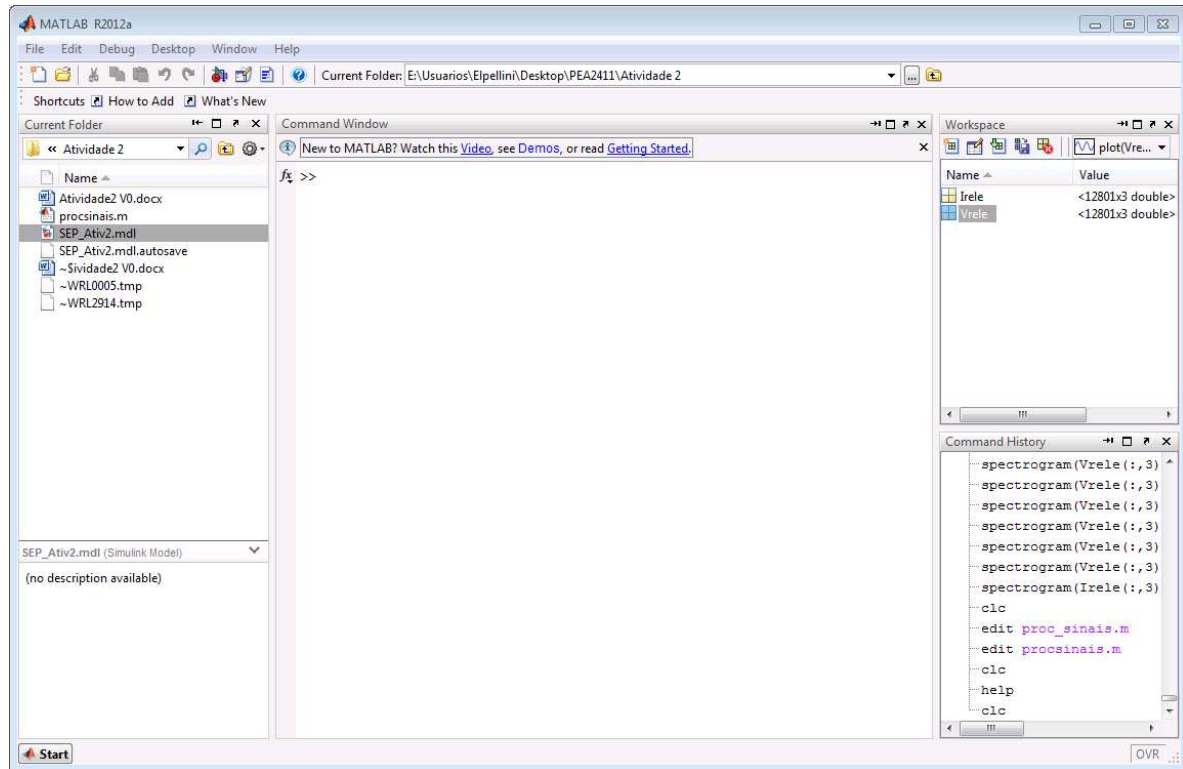 MATLAB R2012a
File Edit Debug Desktop Window Help
Current Folder: E:\Usuarios\Elpellini\Desktop\PEA2411\Atividade 2
Shortcuts How to Add What's New
Current Folder
« Atividade 2
Name
Atividade2 V0.docx
procsinais.m
SEP_Ativ2.mdl
SEP_Ativ2.mdl.autosave
~$ividade2 V0.docx
~WRL0005.tmp
~WRL2914.tmp
SEP_Ativ2.mdl (Simulink Model)
(no description available)
Command Window
New to MATLAB? Watch this Video, see Demos, or read Getting Started.
fx >>
Workspace
plot(Vre...
Name Value
Irele <12801x3 double>
Vrele <12801x3 double>
Command History
spectrogram(Vrele(:,3)
spectrogram(Vrele(:,3)
spectrogram(Vrele(:,3)
spectrogram(Vrele(:,3)
spectrogram(Vrele(:,3)
spectrogram(Vrele(:,3)
spectrogram(Irele(:,3)
clc
edit proc_sinais.m
edit procsinais.m
clc
help
clc
Start
OVR